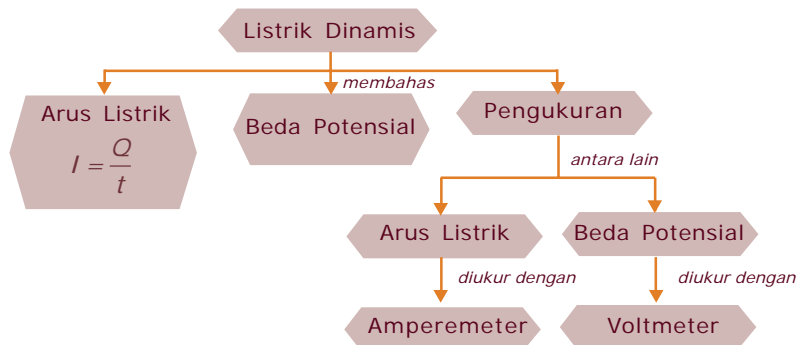 Listrik Dinamis
membahas
Arus Listrik
I = Q/t
Beda Potensial
Pengukuran
antara lain
Arus Listrik
Beda Potensial
diukur dengan
diukur dengan
Amperemeter
Voltmeter